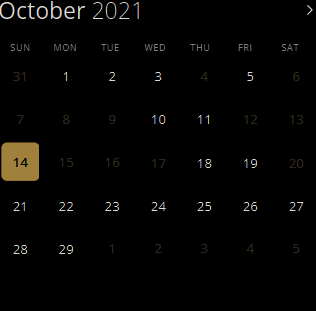 October 2021
SUN MON TUE WED THU FRI SAT
31 1 2 3 4 5 6
7 8 9 10 11 12 13
14 15 16 17 18 19 20
21 22 23 24 25 26 27
28 29 1 2 3 4 5